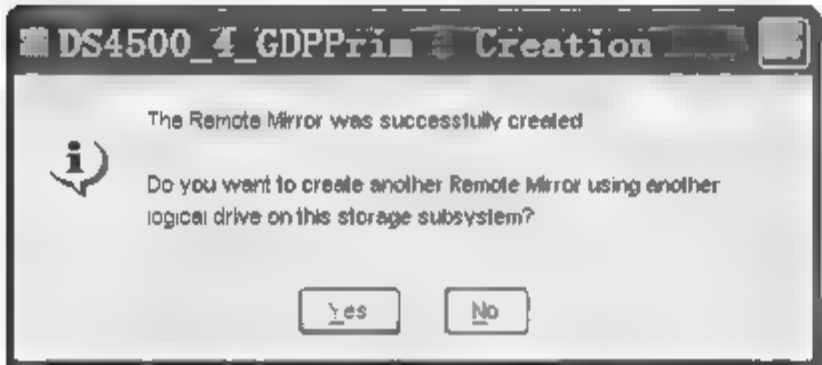 DS4500_4_GDPPrim Creation
The Remote Mirror was successfully created
Do you want to create another Remote Mirror using another
logical drive on this storage subsystem?
Yes
No